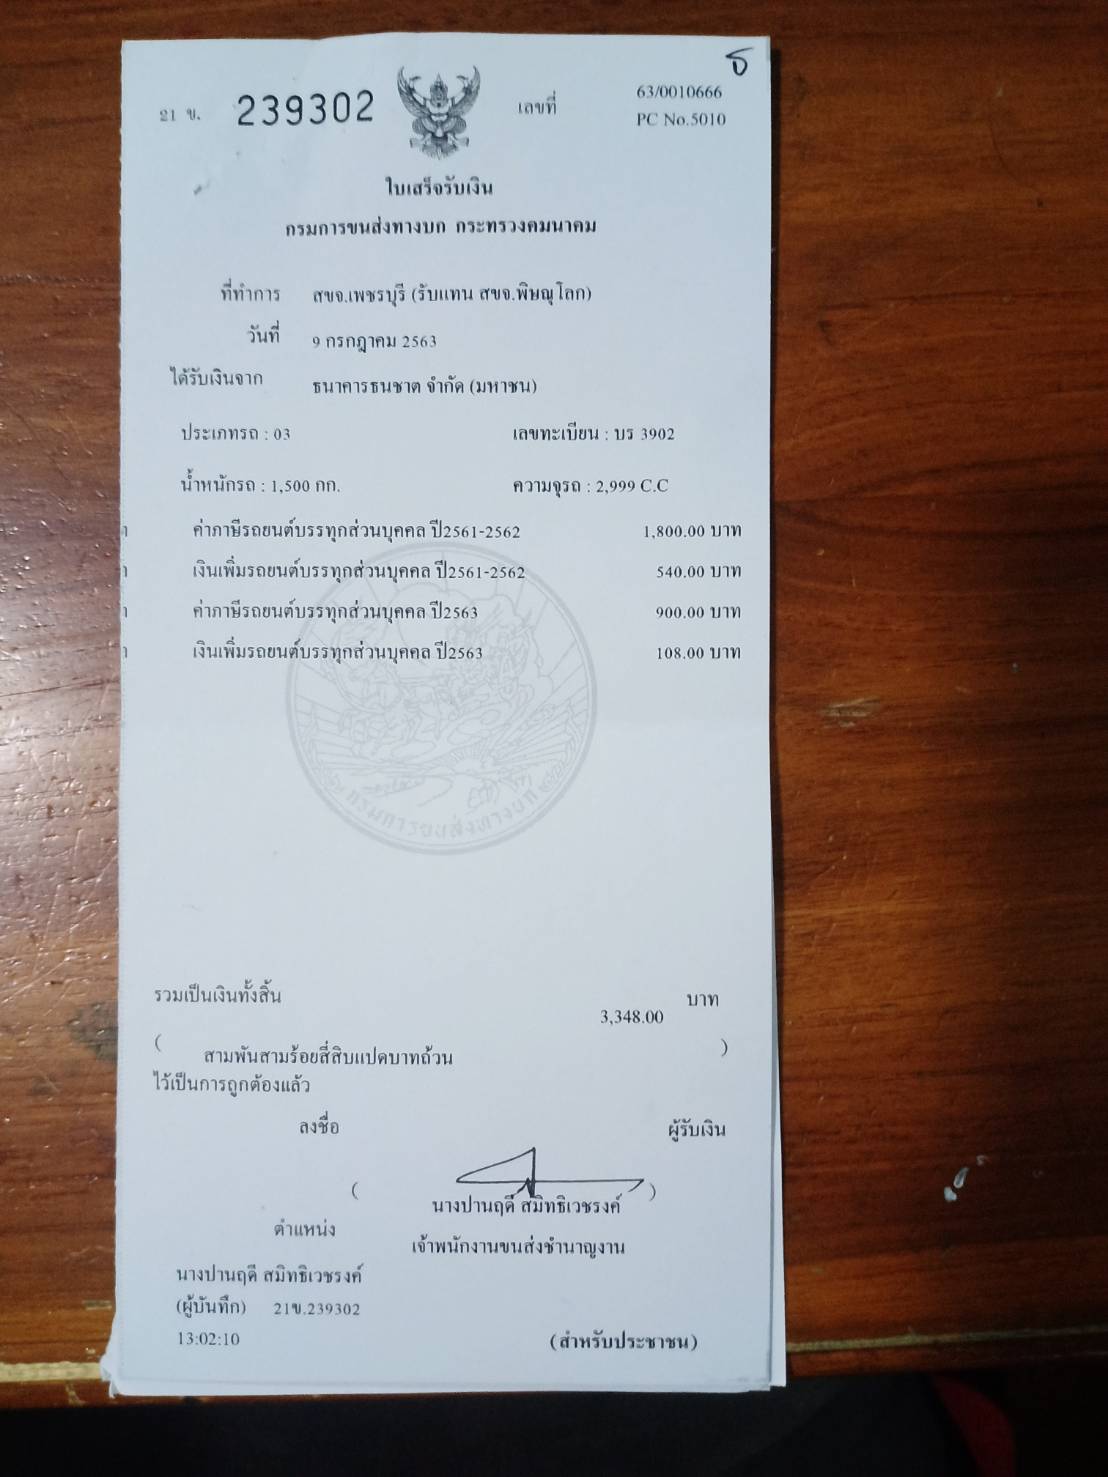 ร
21 ข. 239302 เลขที่ 63/0010666
PC No.5010
ใบเสร็จรับเงิน
กรมการขนส่งทางบก กระทรวงคมนาคม
ที่ทำการ สขจ.เพชรบุรี (รับแทน สขจ.พิษณุโลก)
วันที่ 9 กรกฎาคม 2563
ได้รับเงินจาก ธนาคารธนชาต จำกัด (มหาชน)
ประเภทรถ : 03 เลขทะเบียน : บร 3902
น้ำหนักรถ : 1,500 กก. ความจุรถ : 2,999 C.C
ค่าภาษีรถยนต์บรรทุกส่วนบุคคล ปี2561-2562 1,800.00 บาท
เงินเพิ่มรถยนต์บรรทุกส่วนบุคคล ปี2561-2562 540.00 บาท
ค่าภาษีรถยนต์บรรทุกส่วนบุคคล ปี2563 900.00 บาท
เงินเพิ่มรถยนต์บรรทุกส่วนบุคคล ปี2563 108.00 บาท
กรมการขนส่งทางบก
รวมเป็นเงินทั้งสิ้น 3,348.00 บาท
( สามพันสามร้อยสี่สิบแปดบาทถ้วน )
ไว้เป็นการถูกต้องแล้ว
ลงชื่อ ผู้รับเงิน
( นางปานฤดี สมิทธิเวชรงค์ )
ตำแหน่ง เจ้าพนักงานขนส่งชำนาญงาน
นางปานฤดี สมิทธิเวชรงค์
(ผู้บันทึก) 21ข.239302
13:02:10 (สำหรับประชาชน)